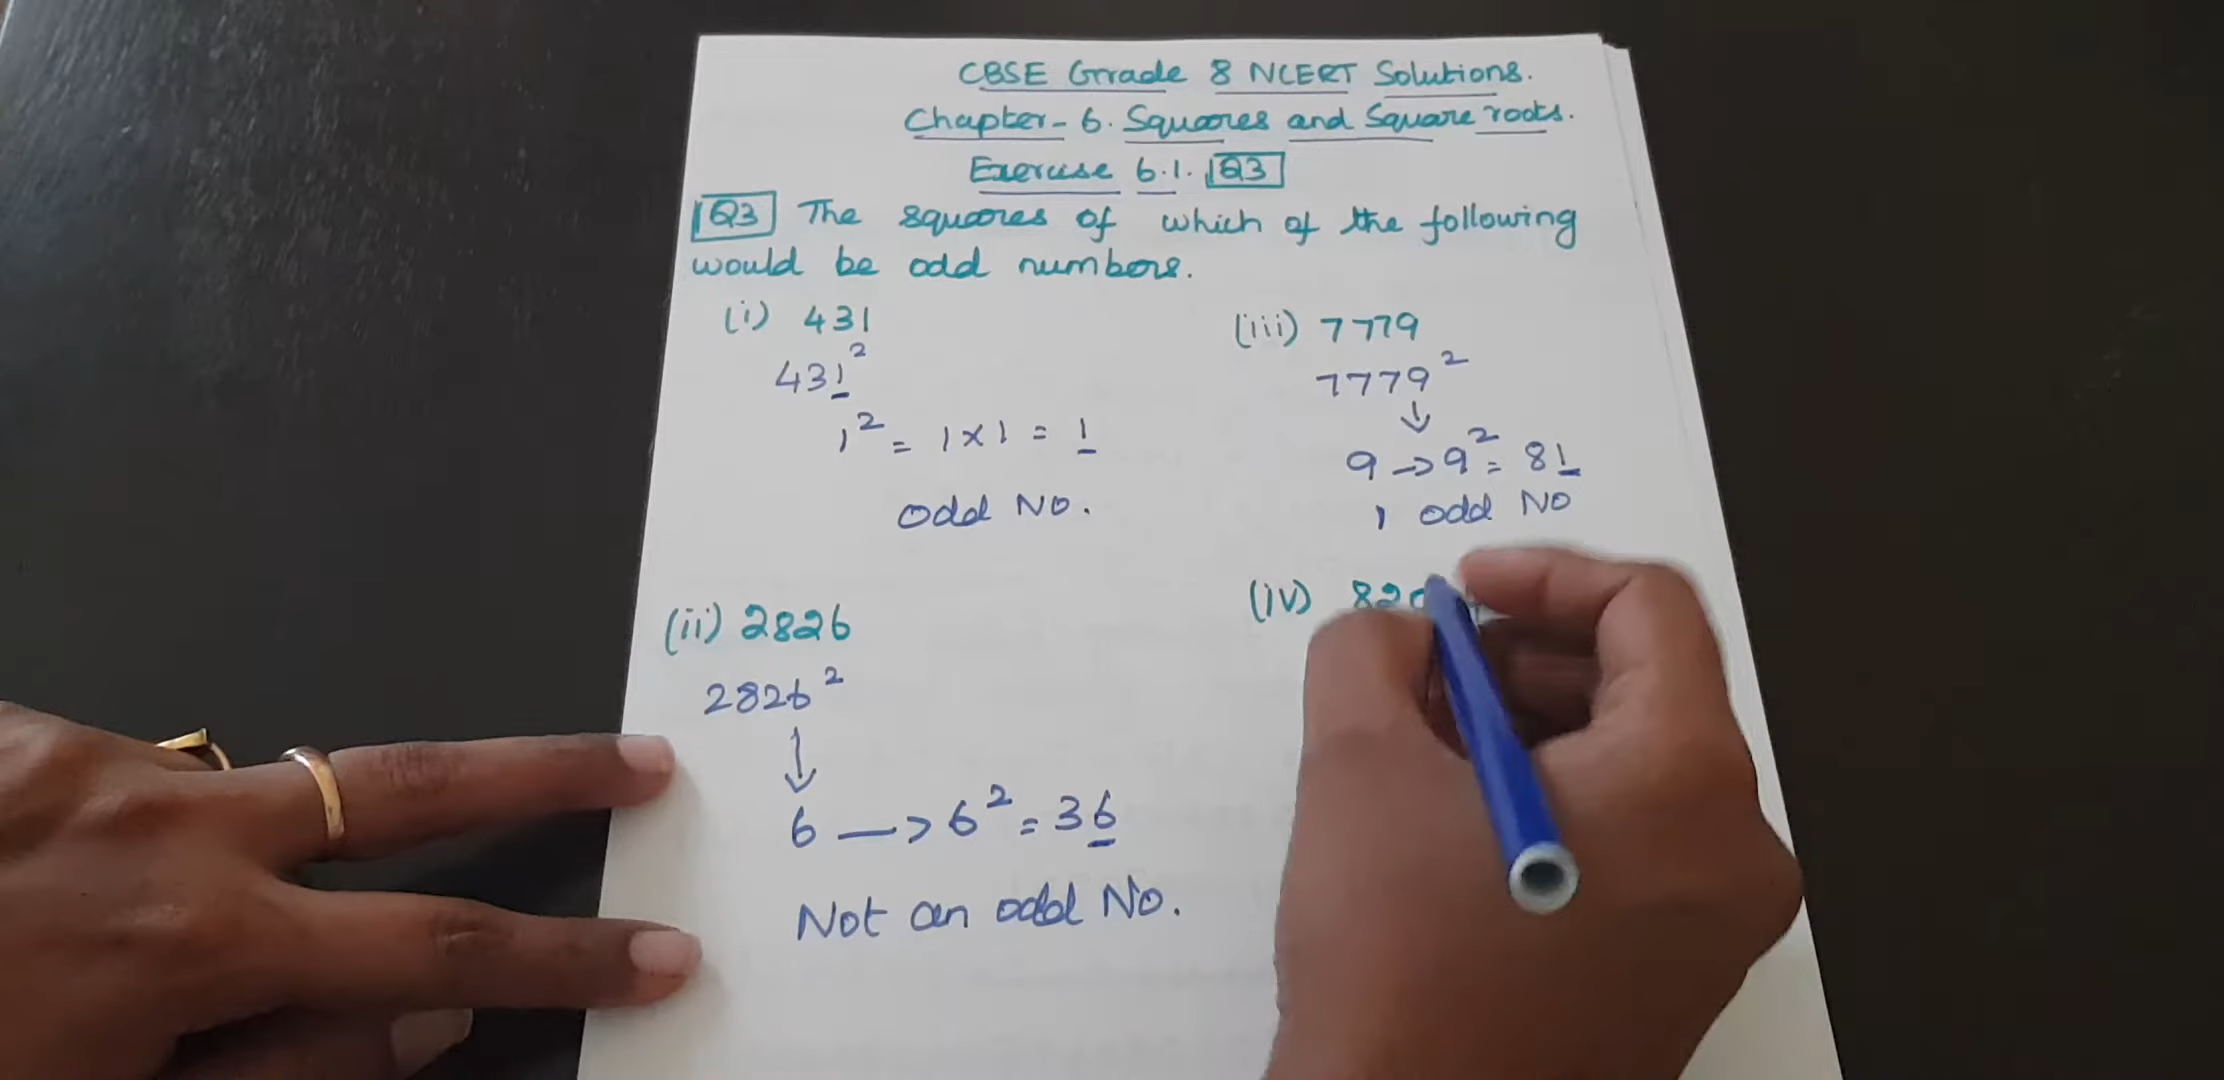 CBSE Grade 8 NCERT Solutions.
Chapter-6. Squares and Square roots.
Exercise 6.1. Q3
Q3 The squares of which of the following
would be odd numbers.
(i) 431
431²
1² = 1×1 = 1
Odd No.
(ii) 2826
2826²
↓
6 —> 6² = 36
Not an odd No.
(iii) 7779
7779²
↓
9 -> 9² = 81
1 odd No
(iv)